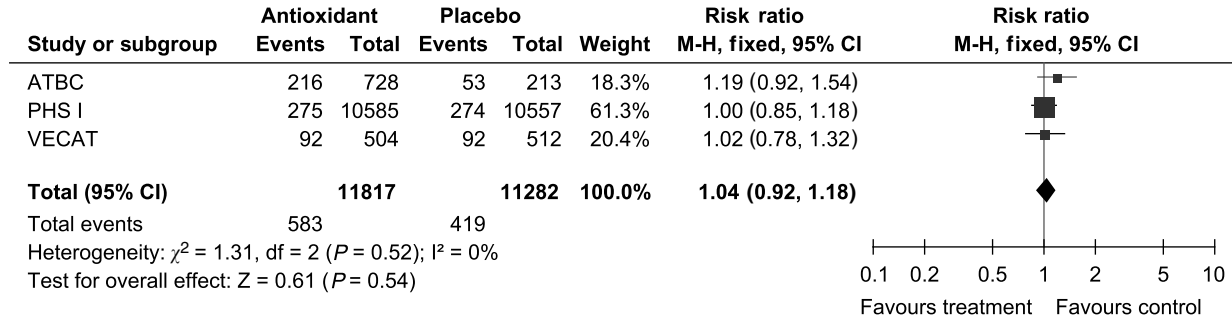 Antioxidant Placebo Risk ratio Risk ratio
Study or subgroup Events Total Events Total Weight M-H, fixed, 95% CI M-H, fixed, 95% CI
ATBC 216 728 53 213 18.3% 1.19 (0.92, 1.54)
PHS I 275 10585 274 10557 61.3% 1.00 (0.85, 1.18)
VECAT 92 504 92 512 20.4% 1.02 (0.78, 1.32)
Total (95% CI) 11817 11282 100.0% 1.04 (0.92, 1.18)
Total events 583 419
Heterogeneity: χ² = 1.31, df = 2 (P = 0.52); I² = 0%
Test for overall effect: Z = 0.61 (P = 0.54)
0.1 0.2 0.5 1 2 5 10
Favours treatment Favours control